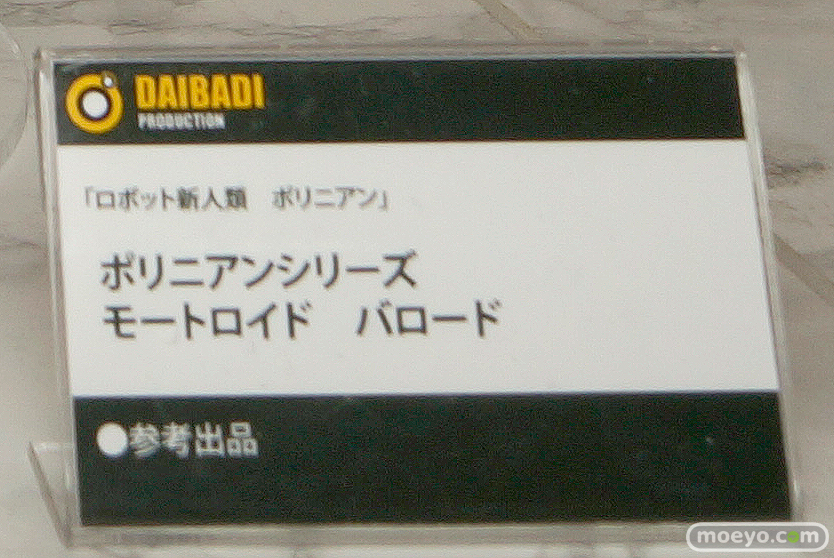 DAIBADI
PRODUCTION
「ロボット新人類　ポリニアン」
ポリニアンシリーズ
モートロイド　バロード
●参考出品
moeyo.com